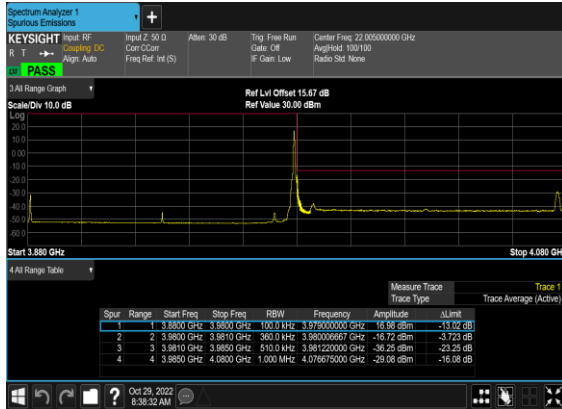 Spectrum Analyzer 1
Spurious Emissions
+
KEYSIGHT Input: RF Input Z: 50 Ω Atten: 30 dB Trig: Free Run Center Freq: 22.005000000 GHz
R T Coupling: DC Corr CCorr Gate: Off Avg|Hold: 100/100
Align: Auto Freq Ref: Int (S) IF Gain: Low Radio Std: None
PASS
3 All Range Graph Ref Lvl Offset 15.67 dB
Scale/Div 10.0 dB Ref Value 30.00 dBm
Log
20.0
10.0
0.00
-10.0
-20.0
-30.0
-40.0
-50.0
-60.0
Start 3.880 GHz Stop 4.080 GHz
4 All Range Table
Measure Trace Trace 1
Trace Type Trace Average (Active)
Spur Range Start Freq Stop Freq RBW Frequency Amplitude ΔLimit
1 1 3.8800 GHz 3.9800 GHz 100.0 kHz 3.979000000 GHz 16.98 dBm -13.02 dB
2 2 3.9800 GHz 3.9810 GHz 360.0 kHz 3.980006667 GHz -16.72 dBm -3.723 dB
3 3 3.9810 GHz 3.9850 GHz 510.0 kHz 3.981220000 GHz -36.25 dBm -23.25 dB
4 4 3.9850 GHz 4.0800 GHz 1.000 MHz 4.076675000 GHz -29.08 dBm -16.08 dB
? Oct 29, 2022
8:38:32 AM